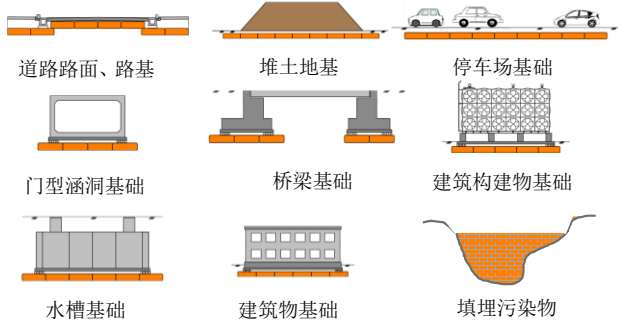 道路路面、路基
堆土地基
停车场基础
门型涵洞基础
桥梁基础
建筑构建物基础
水槽基础
建筑物基础
填埋污染物